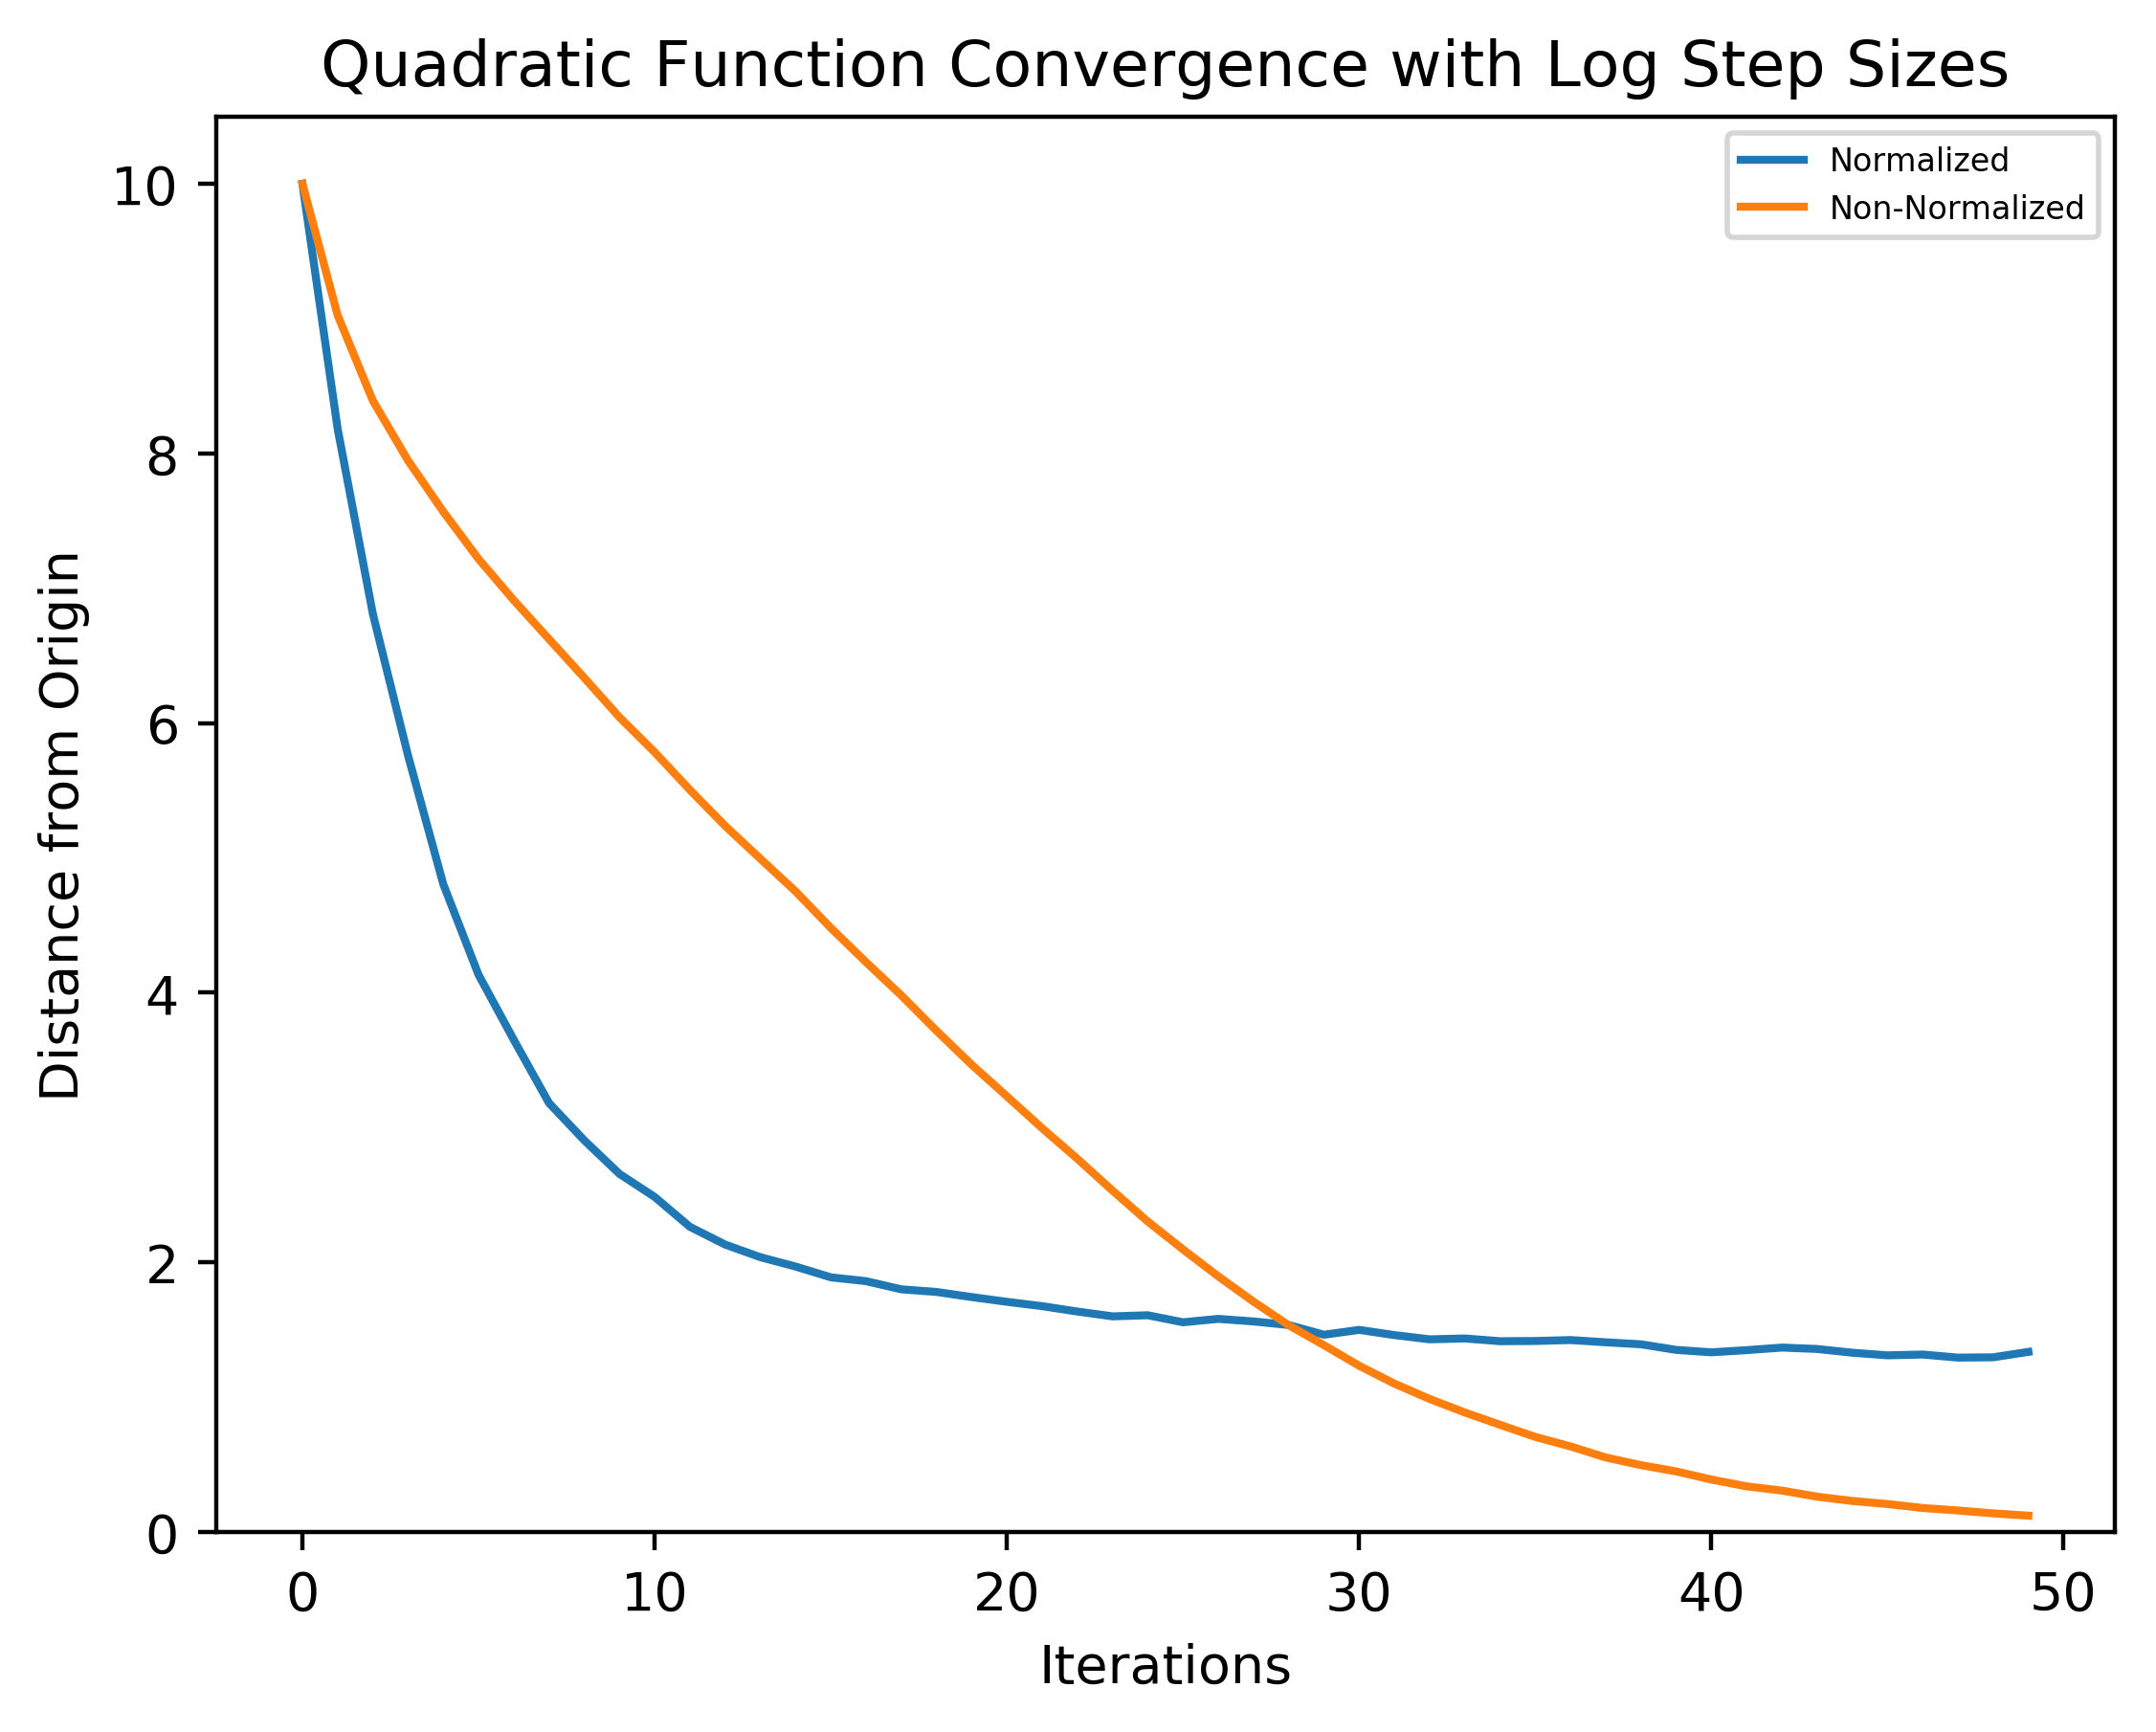 Quadratic Function Convergence with Log Step Sizes
Normalized
Non-Normalized
Distance from Origin
10
8
6
4
2
0
0 10 20 30 40 50
Iterations